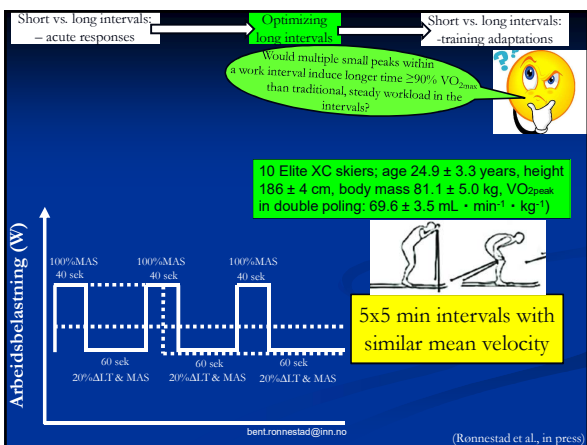 Short vs. long intervals:
– acute responses
Optimizing
long intervals
Short vs. long intervals:
-training adaptations
Would multiple small peaks within
a work interval induce longer time ≥90% VO2max
than traditional, steady workload in the
intervals?
??
10 Elite XC skiers; age 24.9 ± 3.3 years, height
186 ± 4 cm, body mass 81.1 ± 5.0 kg, VO2peak
in double poling: 69.6 ± 3.5 mL · min-1 · kg-1)
Arbeidsbelastning (W)
100%MAS 100%MAS 100%MAS
40 sek 40 sek 40 sek
60 sek 60 sek 60 sek
20%ΔLT & MAS 20%ΔLT & MAS 20%ΔLT & MAS
5x5 min intervals with
similar mean velocity
bent.ronnestad@inn.no
(Rønnestad et al., in press)